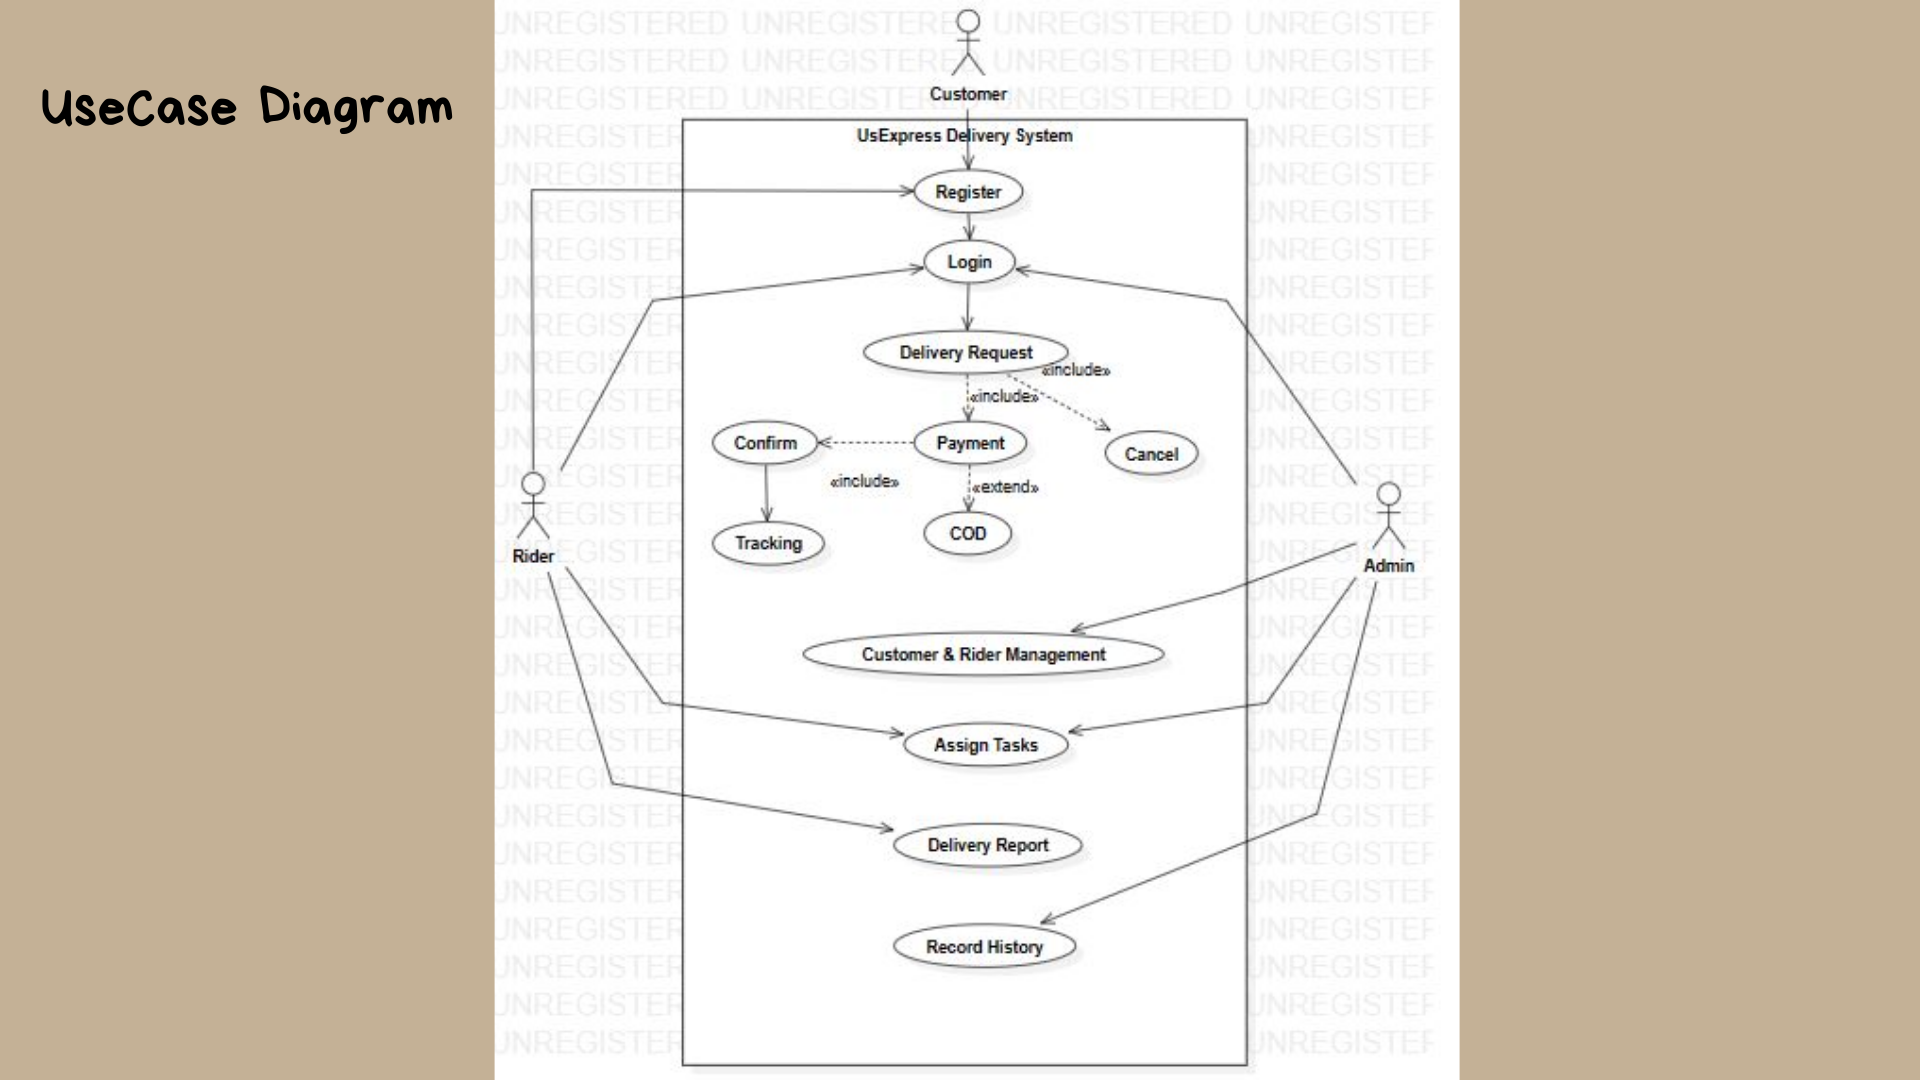 UseCase Diagram
Customer
UsExpress Delivery System
Register
Login
Delivery Request
«include»
«include»
Confirm
Payment
Cancel
«include»
«extend»
Tracking
COD
Rider
Admin
Customer & Rider Management
Assign Tasks
Delivery Report
Record History
UNREGISTERED UNREGISTERED UNREGISTERED